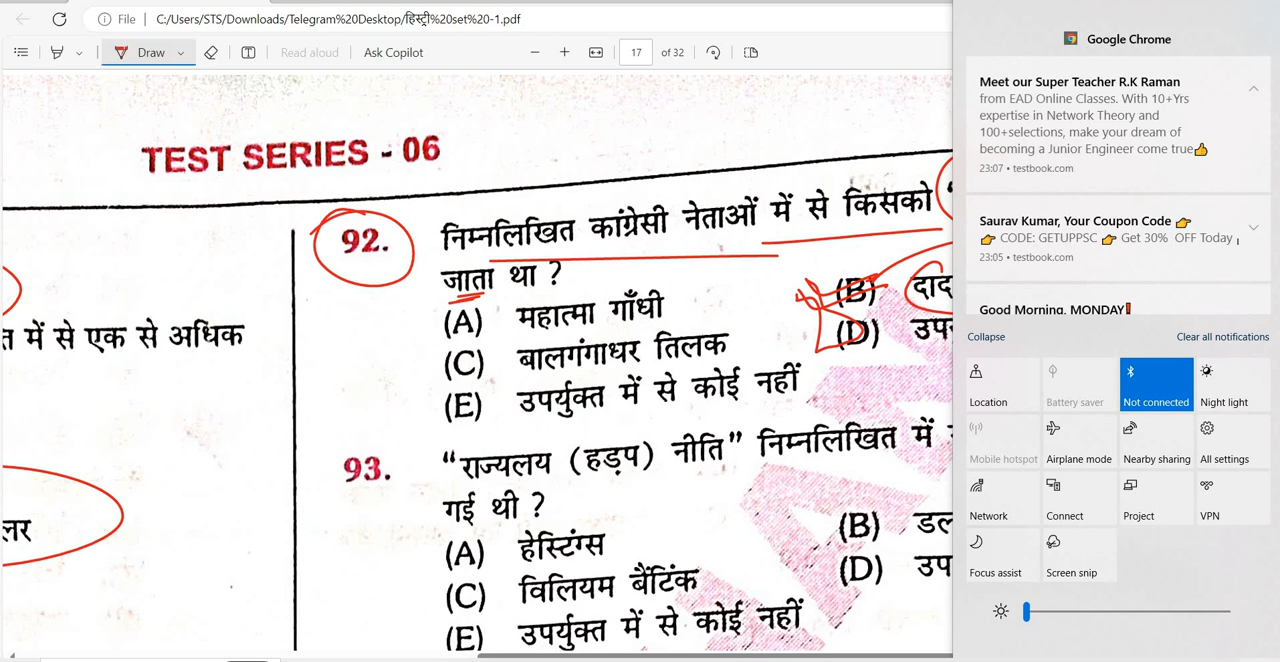 File
C:/Users/STS/Downloads/Telegram%20Desktop/हिस्ट्री%20set%20-1.pdf
Draw
Read aloud
Ask Copilot
17
of 32
TEST SERIES - 06
त में से एक से अधिक
लर
92. निम्नलिखित कांग्रेसी नेताओं में से किसको "
जाता था ?
(A) महात्मा गाँधी
(B) दाद
(C) बालगंगाधर तिलक
(D) उप
(E) उपर्युक्त में से कोई नहीं
93. "राज्यलय (हड़प) नीति" निम्नलिखित में
गई थी ?
(A) हेस्टिंग्स
(B) डल
(C) विलियम बैंटिंक
(D) उप
(E) उपर्युक्त में से कोई नहीं
Google Chrome
Meet our Super Teacher R.K Raman
from EAD Online Classes. With 10+Yrs
expertise in Network Theory and
100+selections, make your dream of
becoming a Junior Engineer come true👍
23:07 • testbook.com
Saurav Kumar, Your Coupon Code 👉
👉 CODE: GETUPPSC 👉 Get 30% OFF Today
23:05 • testbook.com
Good Morning, MONDAY❗
Collapse
Clear all notifications
Location
Battery saver
Not connected
Night light
Mobile hotspot
Airplane mode
Nearby sharing
All settings
Network
Connect
Project
VPN
Focus assist
Screen snip